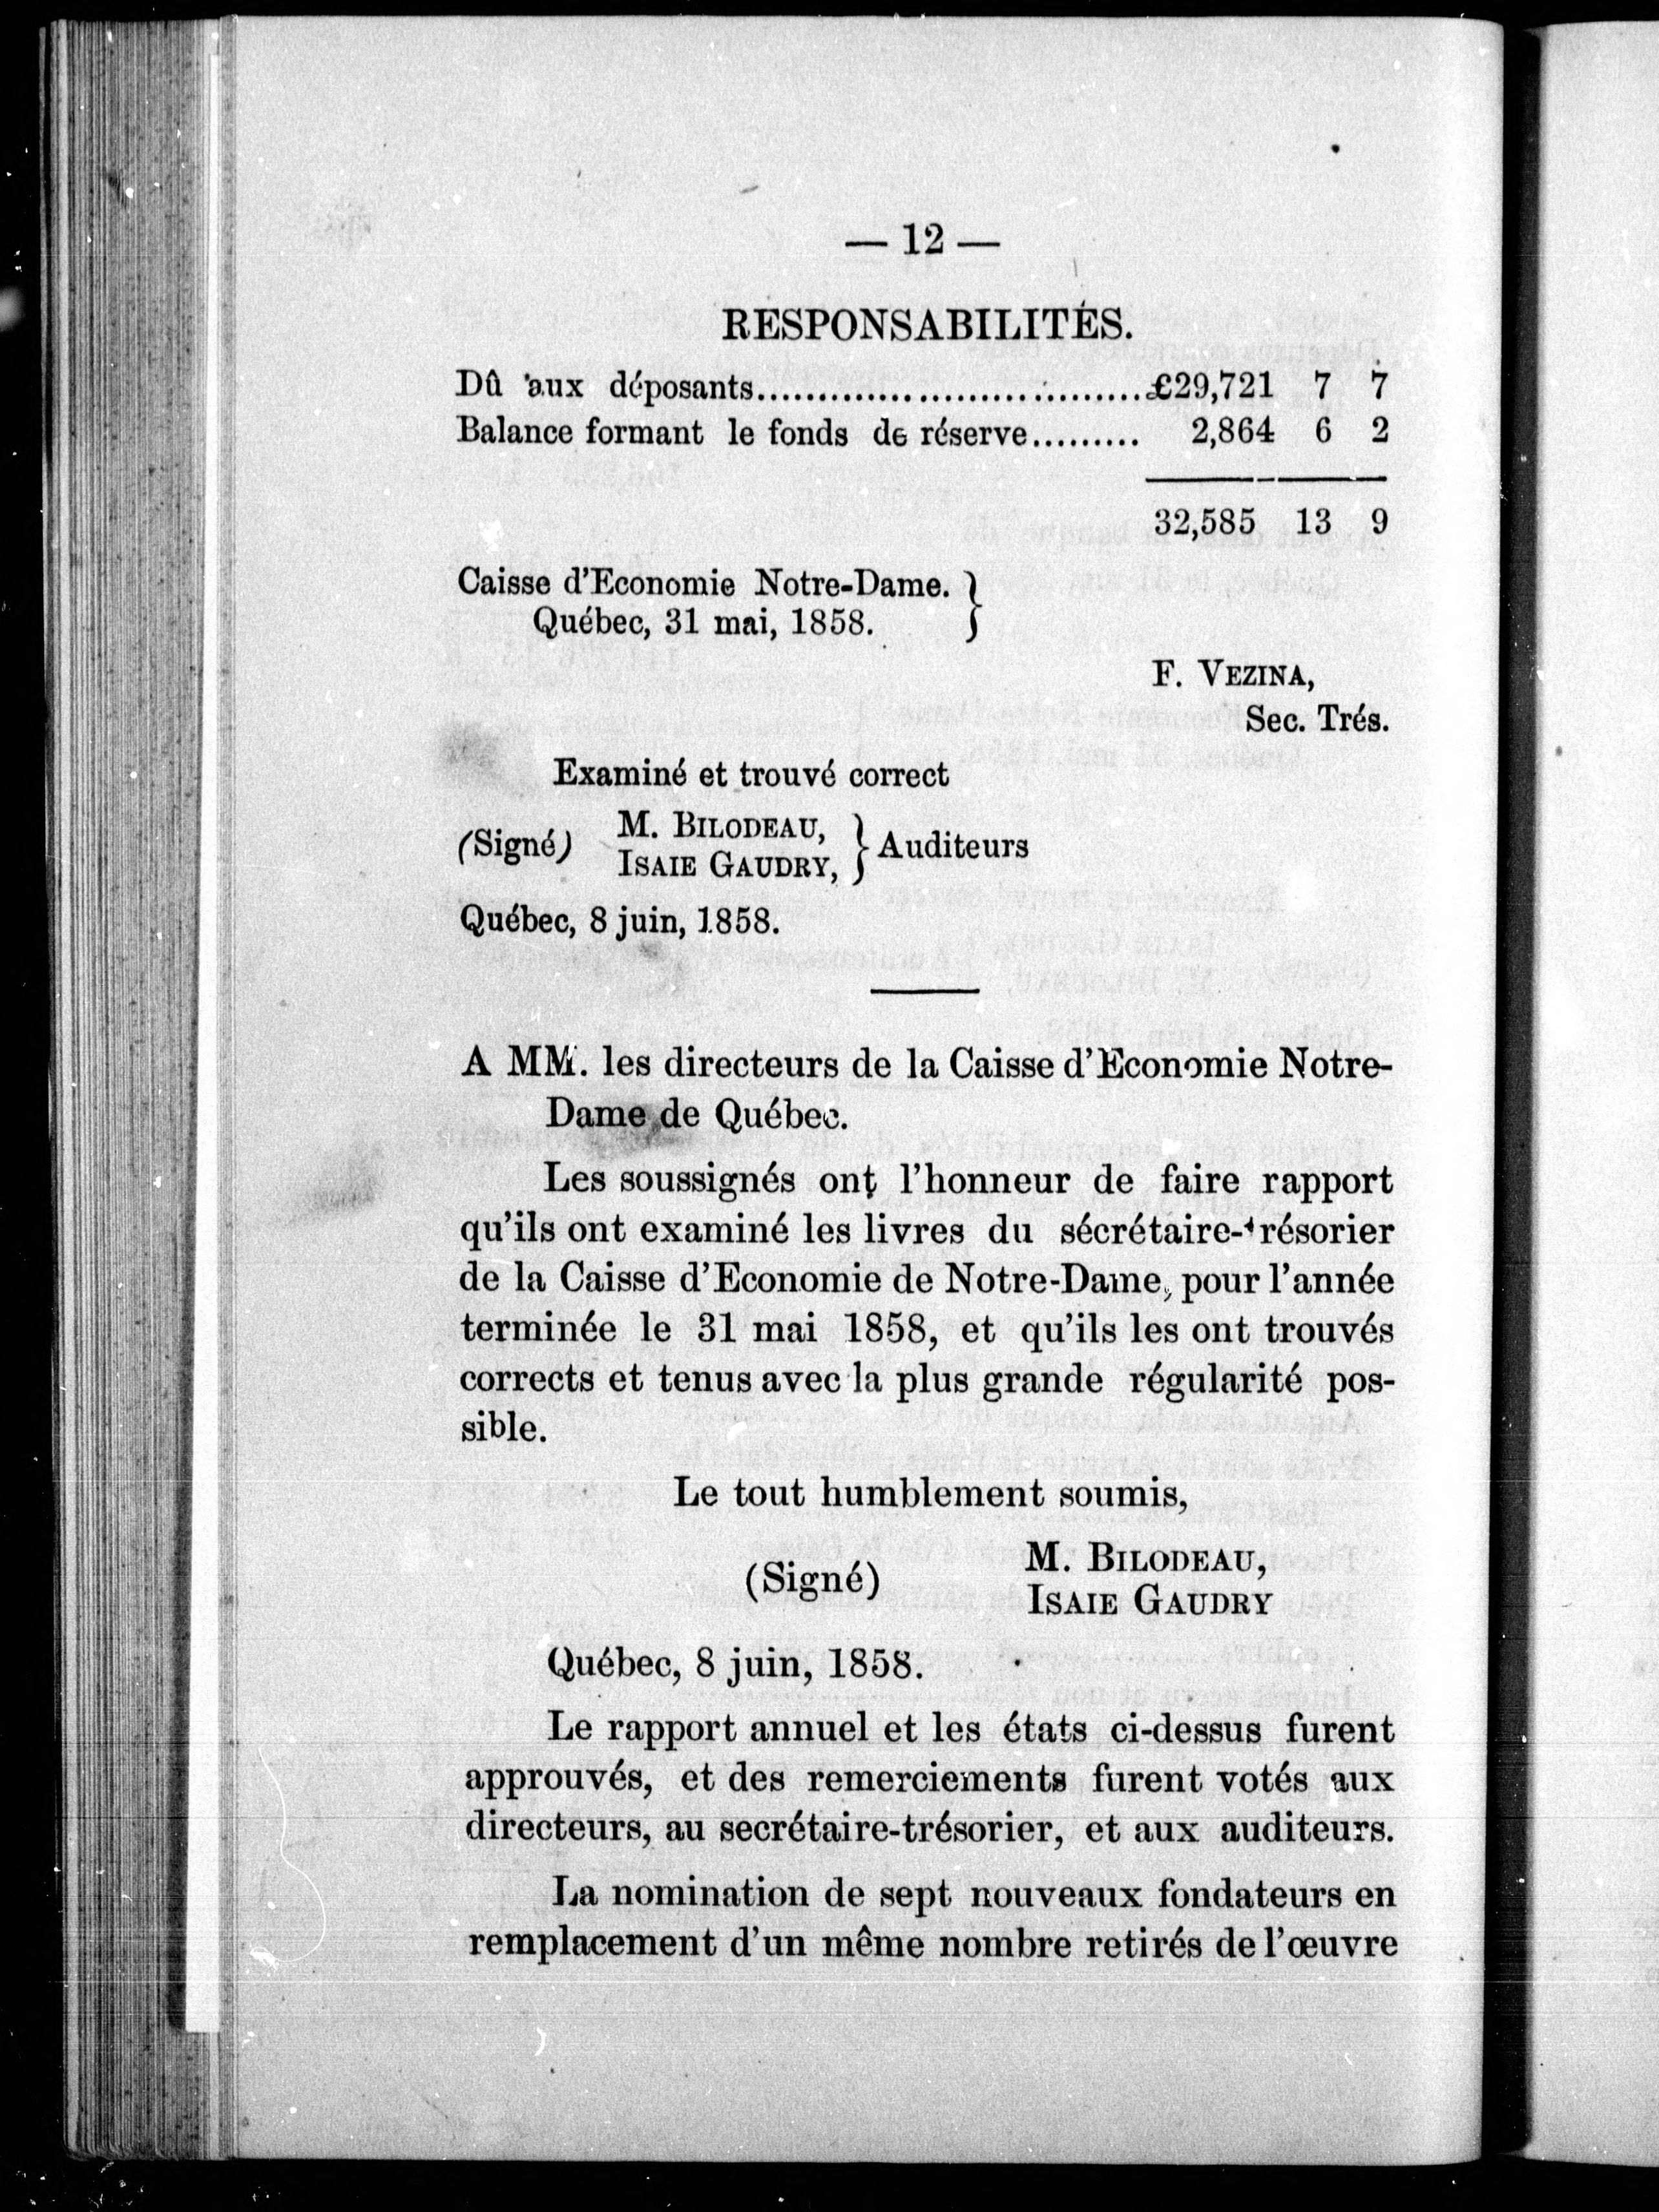 — 12 —
RESPONSABILITÉS.
Dû aux déposants................................£29,721 7 7
Balance formant le fonds de réserve......... 2,864 6 2
32,585 13 9
Caisse d'Economie Notre-Dame. }
Québec, 31 mai, 1858.
F. VEZINA,
Sec. Trés.
Examiné et trouvé correct
(Signé) M. BILODEAU, } Auditeurs
ISAIE GAUDRY,
Québec, 8 juin, 1858.
A MM. les directeurs de la Caisse d'Economie Notre-
Dame de Québec.
Les soussignés ont l'honneur de faire rapport
qu'ils ont examiné les livres du sécrétaire-trésorier
de la Caisse d'Economie de Notre-Dame, pour l'année
terminée le 31 mai 1858, et qu'ils les ont trouvés
corrects et tenus avec la plus grande régularité pos-
sible.
Le tout humblement soumis,
(Signé) M. BILODEAU,
ISAIE GAUDRY
Québec, 8 juin, 1858.
Le rapport annuel et les états ci-dessus furent
approuvés, et des remerciements furent votés aux
directeurs, au secrétaire-trésorier, et aux auditeurs.
La nomination de sept nouveaux fondateurs en
remplacement d'un même nombre retirés de l'œuvre